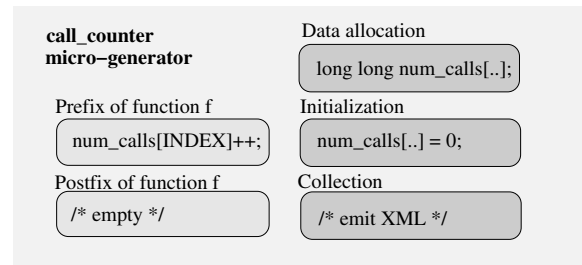 call_counter
micro-generator
Data allocation
long long num_calls[..];
Prefix of function f
num_calls[INDEX]++;
Initialization
num_calls[..] = 0;
Postfix of function f
/* empty */
Collection
/* emit XML */